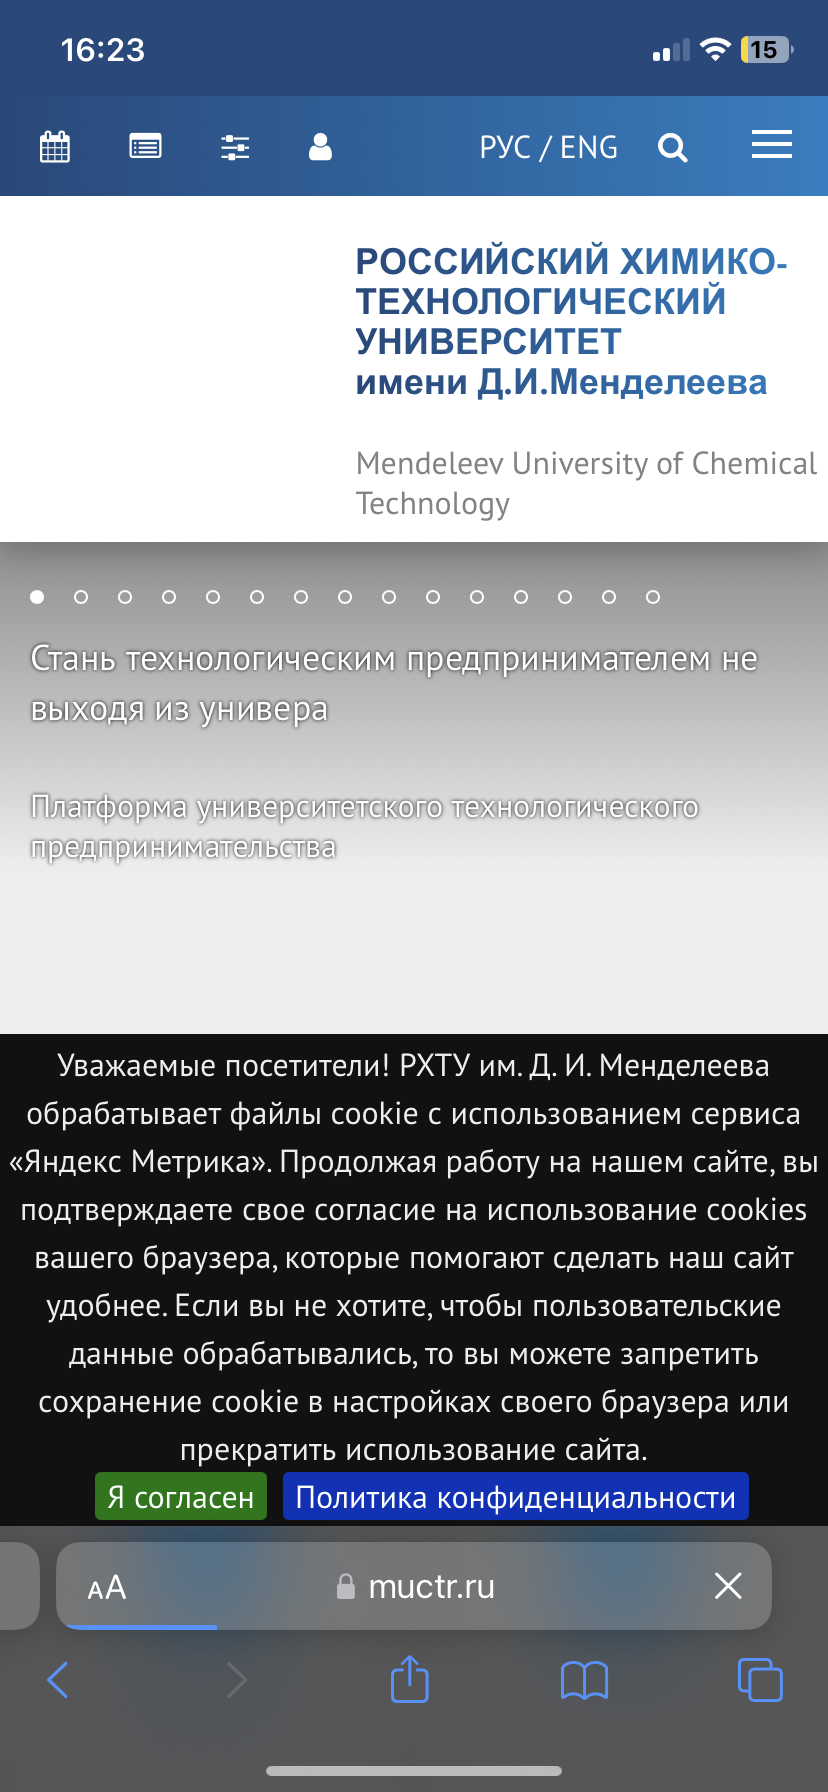 16:23
15
РУС / ENG
РОССИЙСКИЙ ХИМИКО-
ТЕХНОЛОГИЧЕСКИЙ
УНИВЕРСИТЕТ
имени Д.И.Менделеева
Mendeleev University of Chemical
Technology
Стань технологическим предпринимателем не
выходя из универа
Платформа университетского технологического
предпринимательства
Уважаемые посетители! РХТУ им. Д. И. Менделеева
обрабатывает файлы cookie с использованием сервиса
«Яндекс Метрика». Продолжая работу на нашем сайте, вы
подтверждаете свое согласие на использование cookies
вашего браузера, которые помогают сделать наш сайт
удобнее. Если вы не хотите, чтобы пользовательские
данные обрабатывались, то вы можете запретить
сохранение cookie в настройках своего браузера или
прекратить использование сайта.
Я согласен Политика конфиденциальности
AA muctr.ru